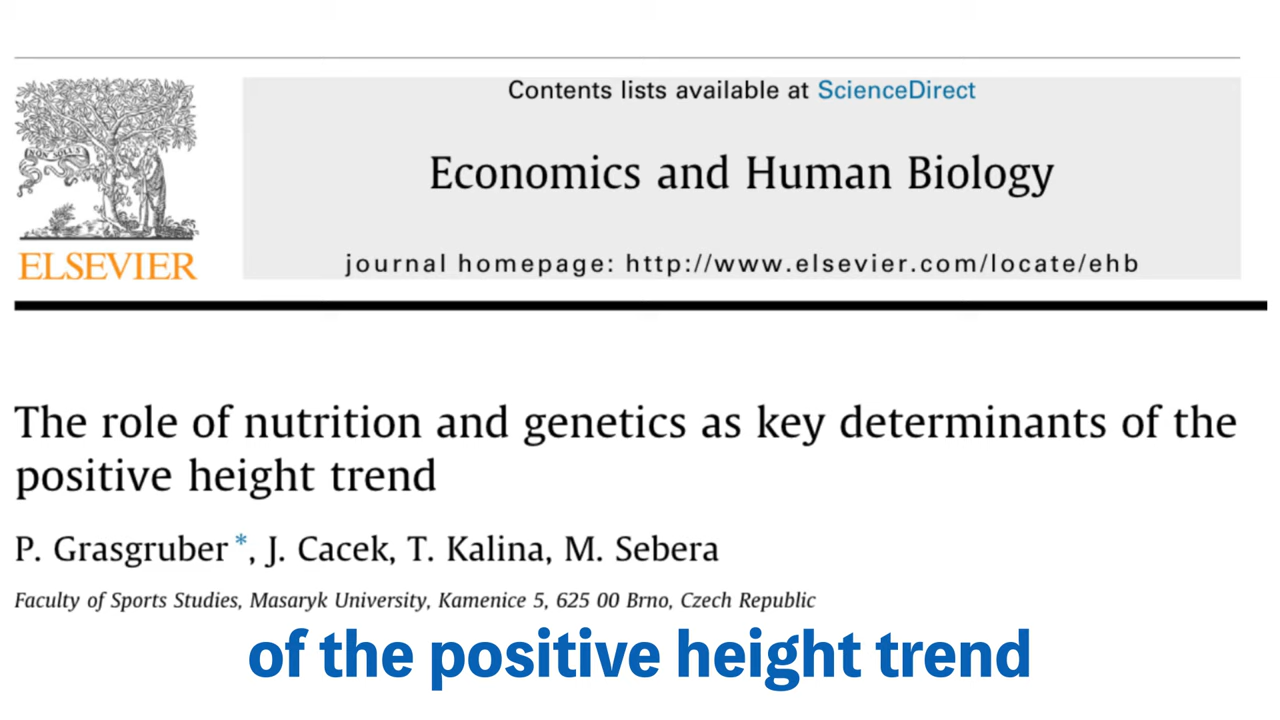 Contents lists available at ScienceDirect
Economics and Human Biology
journal homepage: http://www.elsevier.com/locate/ehb
NON SOLUS
ELSEVIER
The role of nutrition and genetics as key determinants of the
positive height trend
P. Grasgruber *, J. Cacek, T. Kalina, M. Sebera
Faculty of Sports Studies, Masaryk University, Kamenice 5, 625 00 Brno, Czech Republic
of the positive height trend